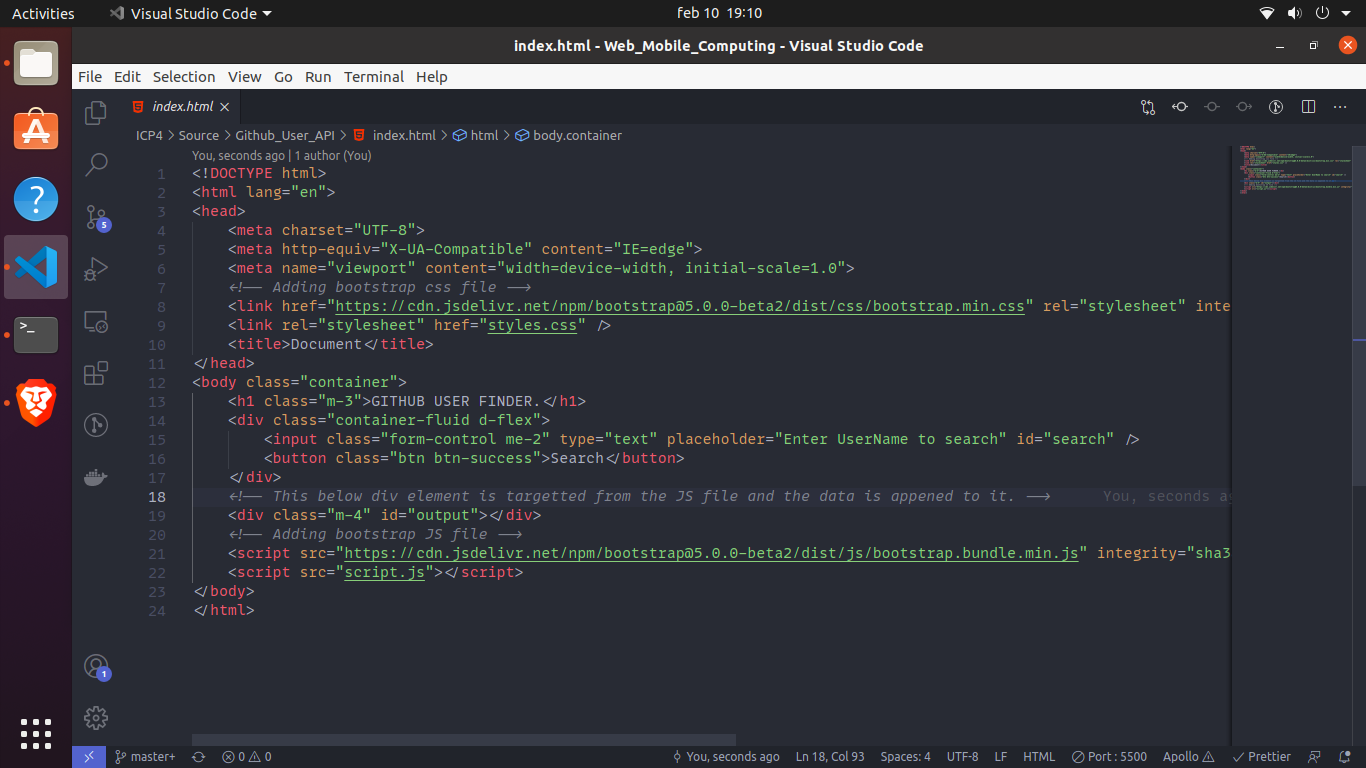 Activities
Visual Studio Code
feb 10 19:10
index.html - Web_Mobile_Computing - Visual Studio Code
File Edit Selection View Go Run Terminal Help
index.html
ICP4 > Source > Github_User_API > index.html > html > body.container
You, seconds ago | 1 author (You)
1 <!DOCTYPE html>
2 <html lang="en">
3 <head>
4 <meta charset="UTF-8">
5 <meta http-equiv="X-UA-Compatible" content="IE=edge">
6 <meta name="viewport" content="width=device-width, initial-scale=1.0">
7 <!-- Adding bootstrap css file -->
8 <link href="https://cdn.jsdelivr.net/npm/bootstrap@5.0.0-beta2/dist/css/bootstrap.min.css" rel="stylesheet" inte
9 <link rel="stylesheet" href="styles.css" />
10 <title>Document</title>
11 </head>
12 <body class="container">
13 <h1 class="m-3">GITHUB USER FINDER.</h1>
14 <div class="container-fluid d-flex">
15 <input class="form-control me-2" type="text" placeholder="Enter UserName to search" id="search" />
16 <button class="btn btn-success">Search</button>
17 </div>
18 <!-- This below div element is targetted from the JS file and the data is appened to it. --> You, seconds ag
19 <div class="m-4" id="output"></div>
20 <!-- Adding bootstrap JS file -->
21 <script src="https://cdn.jsdelivr.net/npm/bootstrap@5.0.0-beta2/dist/js/bootstrap.bundle.min.js" integrity="sha3
22 <script src="script.js"></script>
23 </body>
24 </html>
5
1
master+ 0 0 You, seconds ago Ln 18, Col 93 Spaces: 4 UTF-8 LF HTML Port : 5500 Apollo Prettier